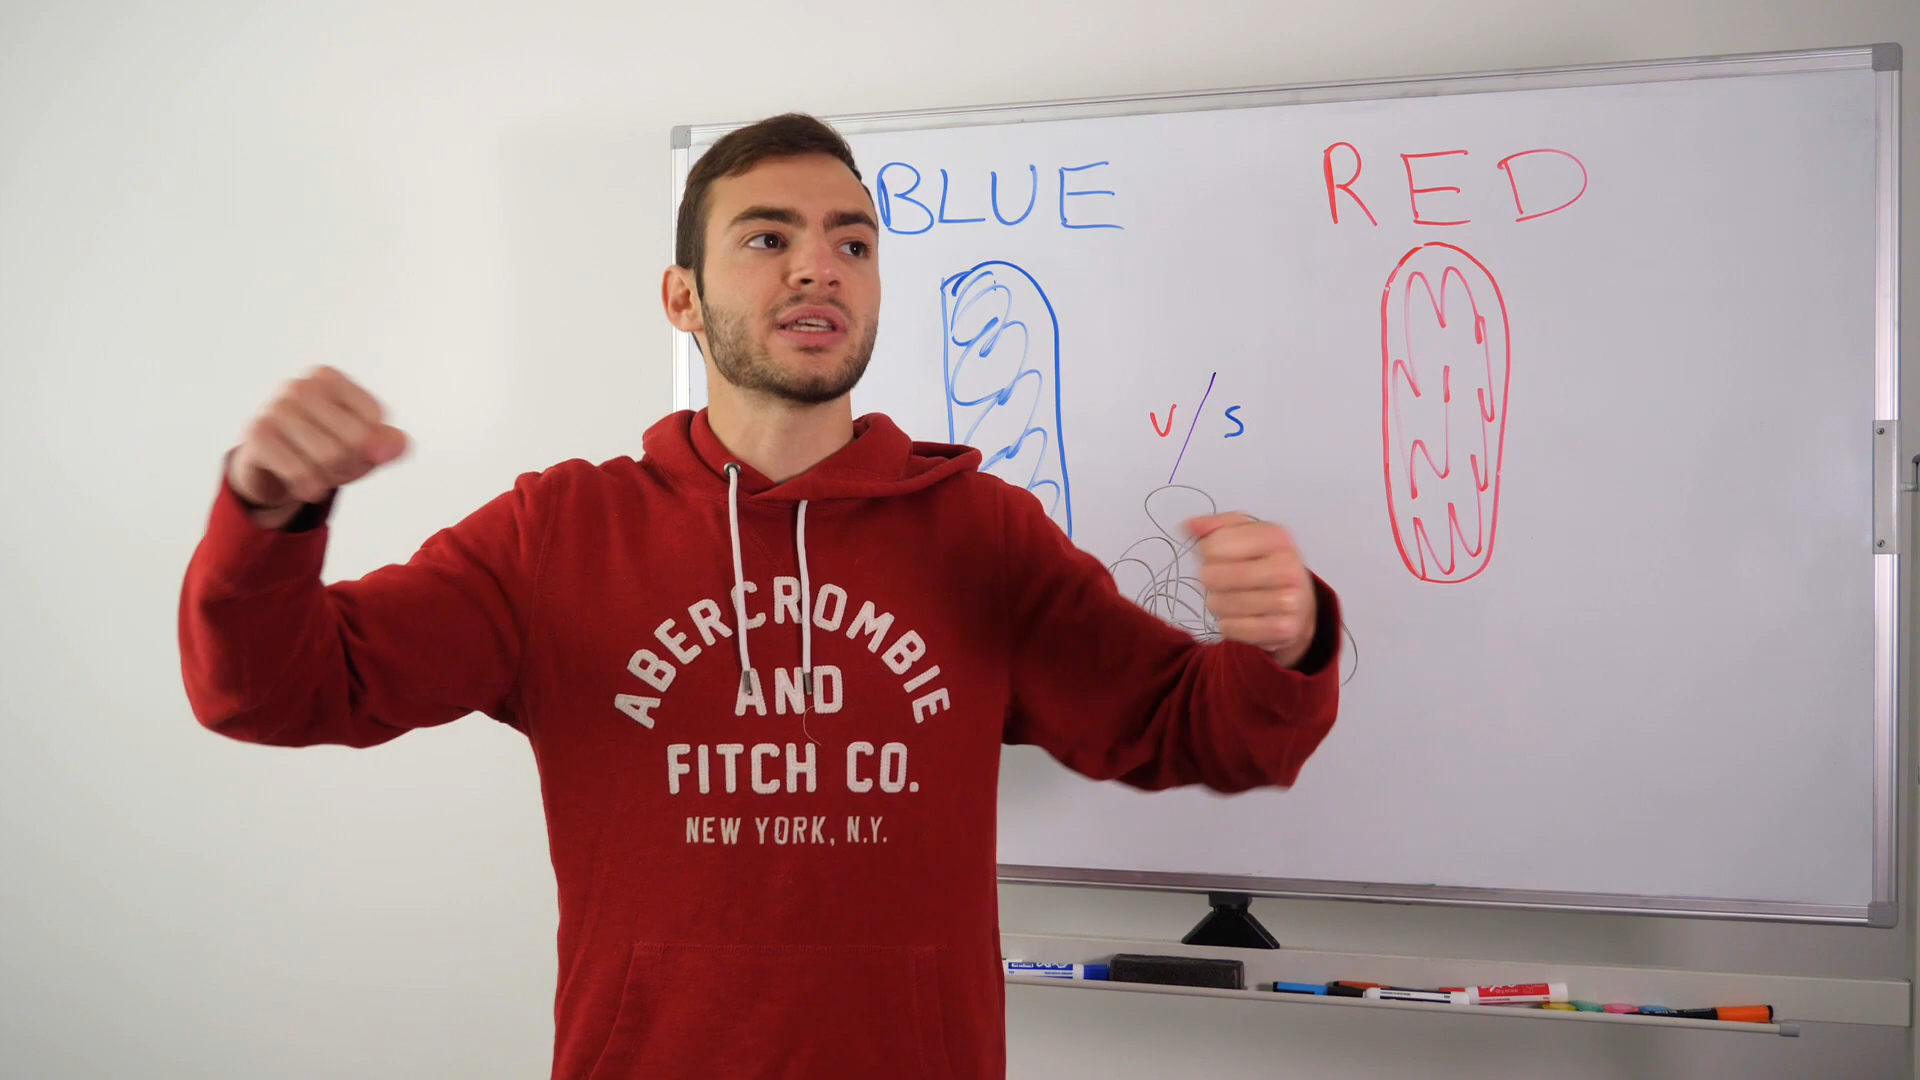 BLUE
RED
V/S
ABERCROMBIE
AND
FITCH CO.
NEW YORK, N.Y.